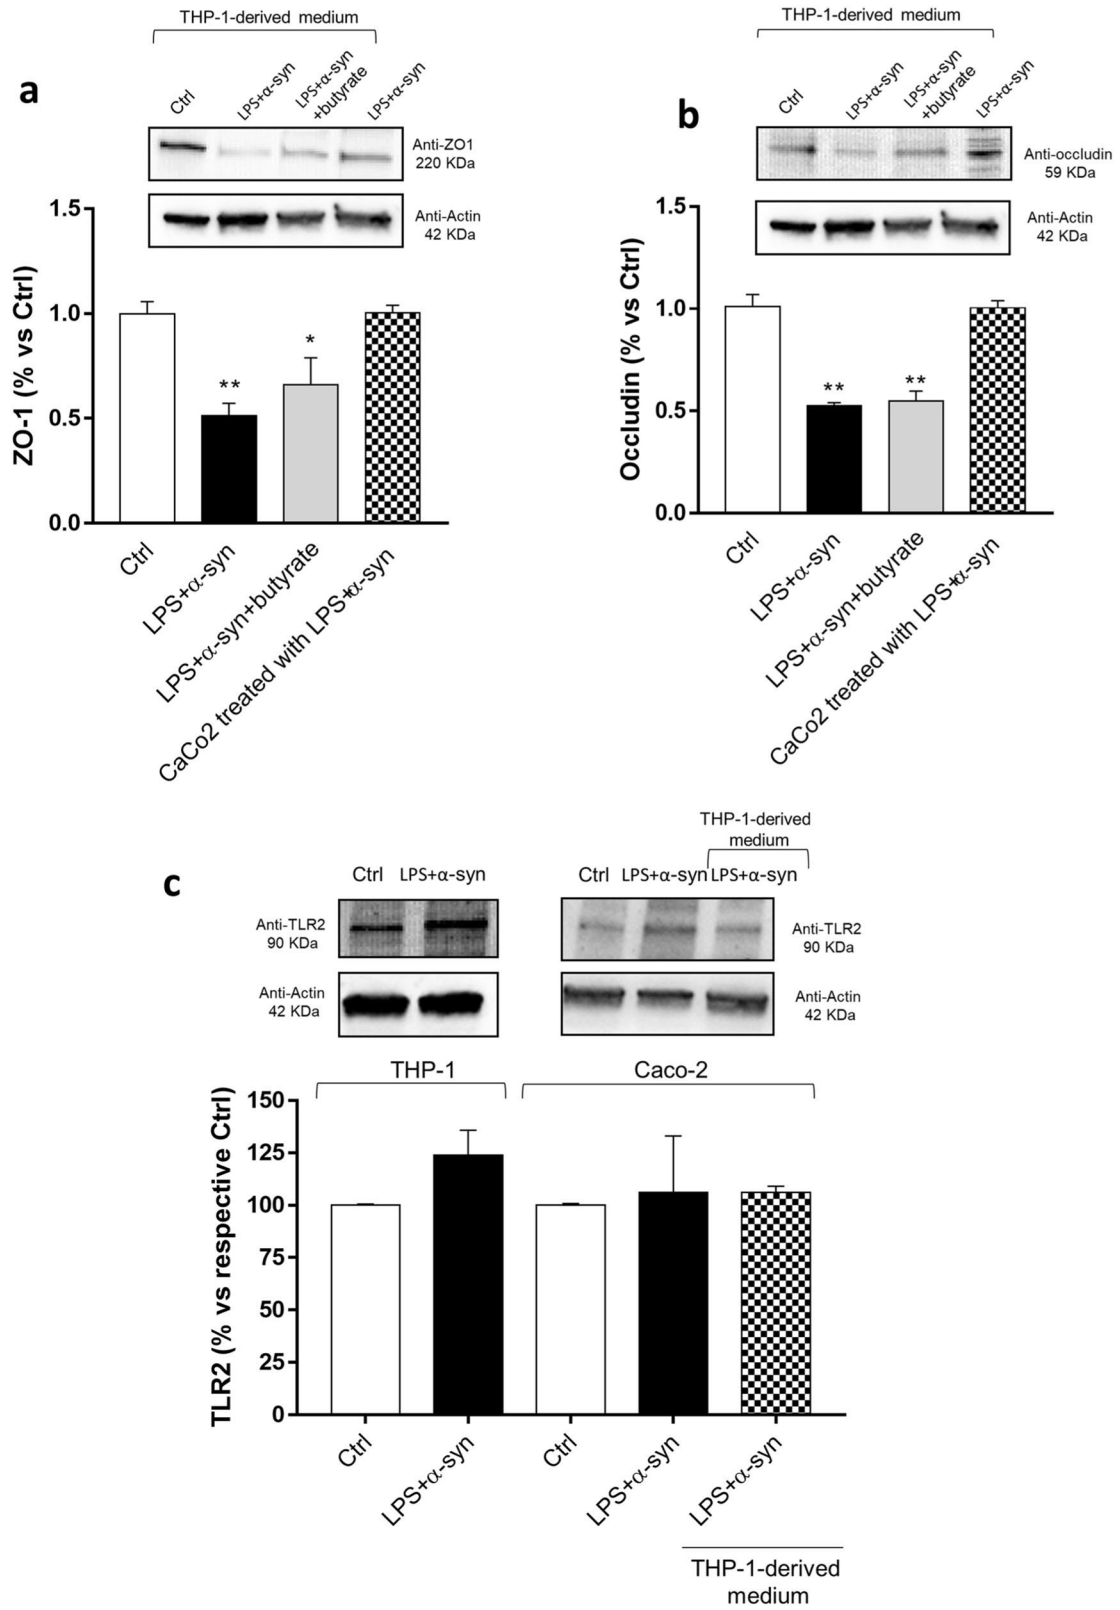 THP-1-derived medium
a
Ctrl
LPS+α-syn
LPS+α-syn
+butyrate
LPS+α-syn
Anti-ZO1
220 KDa
Anti-Actin
42 KDa
ZO-1 (% vs Ctrl)
1.5
1.0
0.5
0.0
**
*
Ctrl
LPS+α-syn
LPS+α-syn+butyrate
CaCo2 treated with LPS+α-syn
THP-1-derived medium
b
Ctrl
LPS+α-syn
LPS+α-syn
+butyrate
LPS+α-syn
Anti-occludin
59 KDa
Anti-Actin
42 KDa
Occludin (% vs Ctrl)
1.5
1.0
0.5
0.0
**
**
Ctrl
LPS+α-syn
LPS+α-syn+butyrate
CaCo2 treated with LPS+α-syn
c
THP-1-derived
medium
Ctrl LPS+α-syn
Ctrl LPS+α-syn LPS+α-syn
Anti-TLR2
90 KDa
Anti-Actin
42 KDa
Anti-TLR2
90 KDa
Anti-Actin
42 KDa
THP-1
Caco-2
TLR2 (% vs respective Ctrl)
150
125
100
75
50
25
0
Ctrl
LPS+α-syn
Ctrl
LPS+α-syn
LPS+α-syn
THP-1-derived
medium